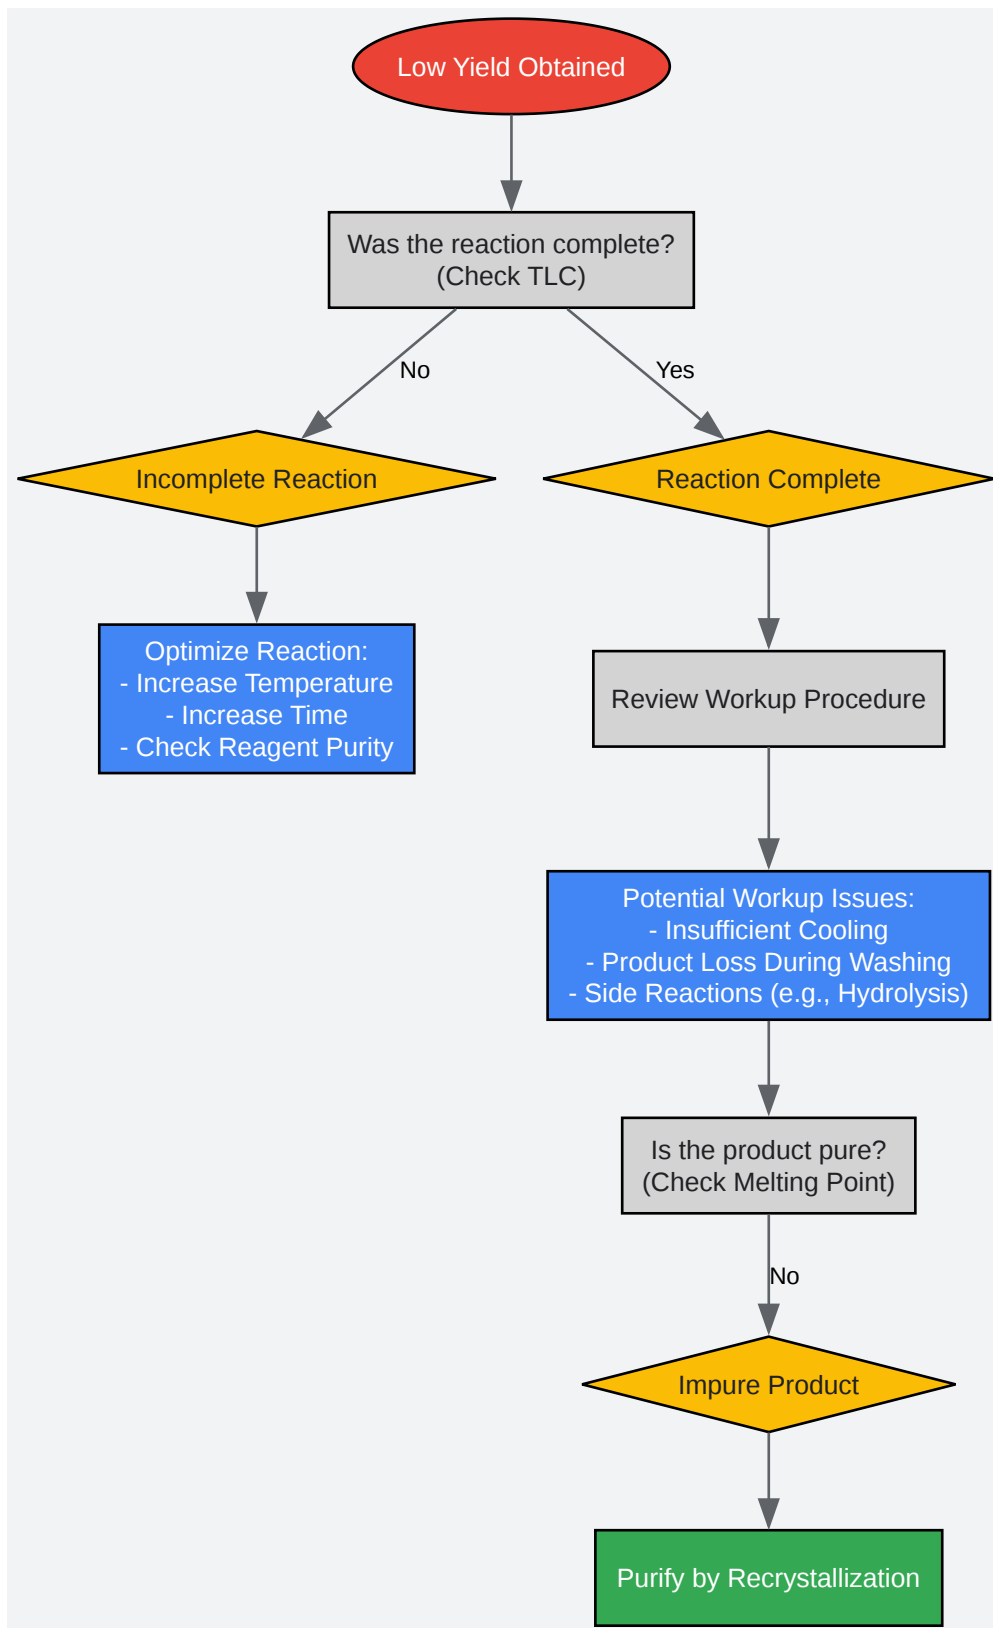 Low Yield Obtained
Was the reaction complete?
(Check TLC)
No
Yes
Incomplete Reaction
Reaction Complete
Optimize Reaction:
- Increase Temperature
- Increase Time
- Check Reagent Purity
Review Workup Procedure
Potential Workup Issues:
- Insufficient Cooling
- Product Loss During Washing
- Side Reactions (e.g., Hydrolysis)
Is the product pure?
(Check Melting Point)
No
Impure Product
Purify by Recrystallization